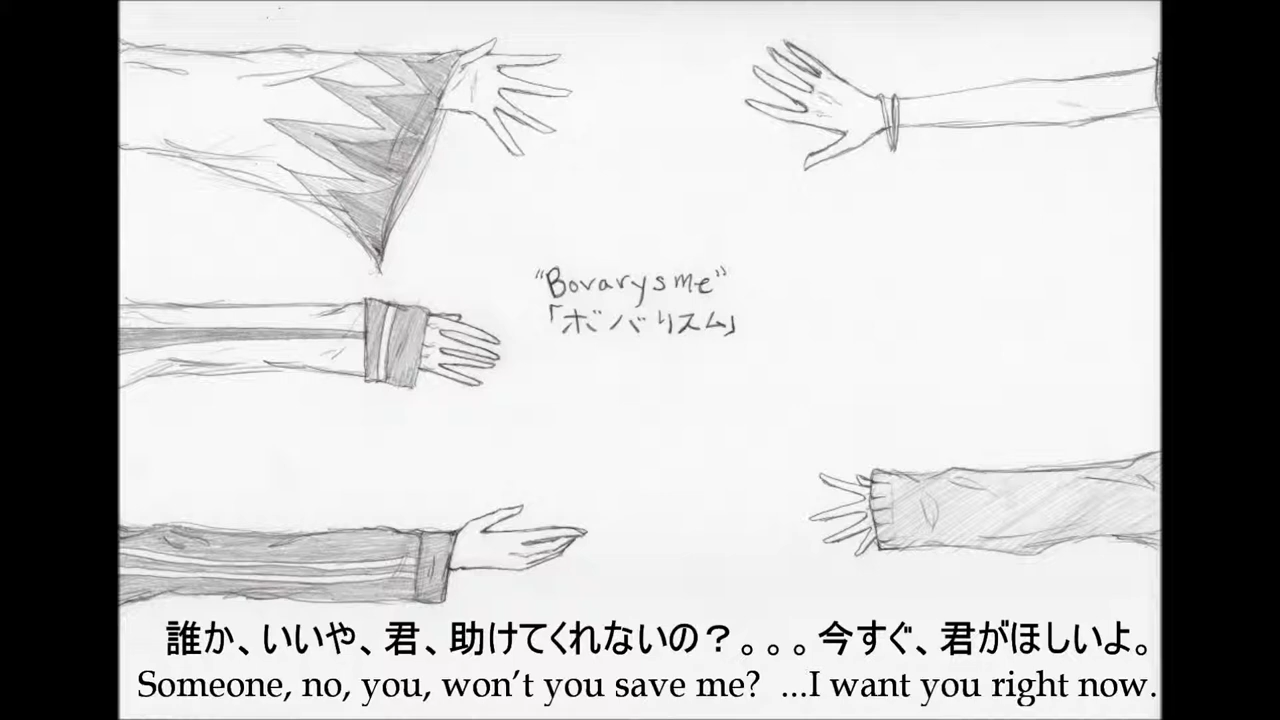 "Bovarysme"
「ボバリスム」
誰か、いいや、君、助けてくれないの？。。。今すぐ、君がほしいよ。
Someone, no, you, won't you save me?  ...I want you right now.